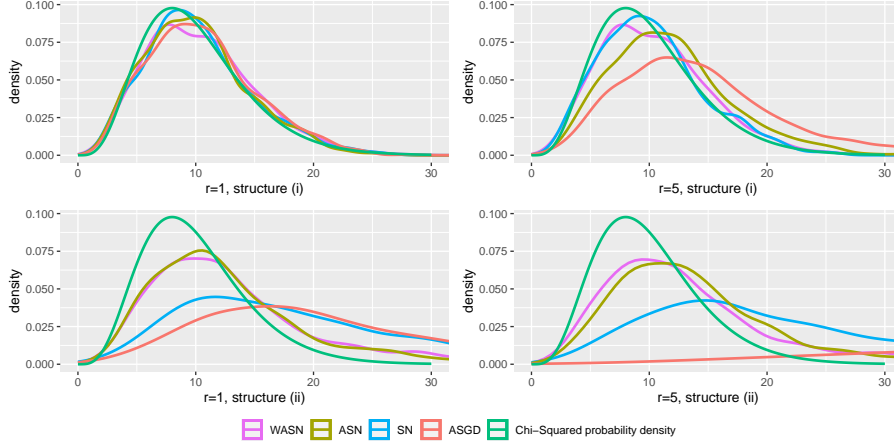 0.100
0.075
0.050
0.025
0.000
density
0 10 20 30
r=1, structure (i)
0.100
0.075
0.050
0.025
0.000
density
0 10 20 30
r=5, structure (i)
0.100
0.075
0.050
0.025
0.000
density
0 10 20 30
r=1, structure (ii)
0.100
0.075
0.050
0.025
0.000
density
0 10 20 30
r=5, structure (ii)
WASN ASN SN ASGD Chi−Squared probability density